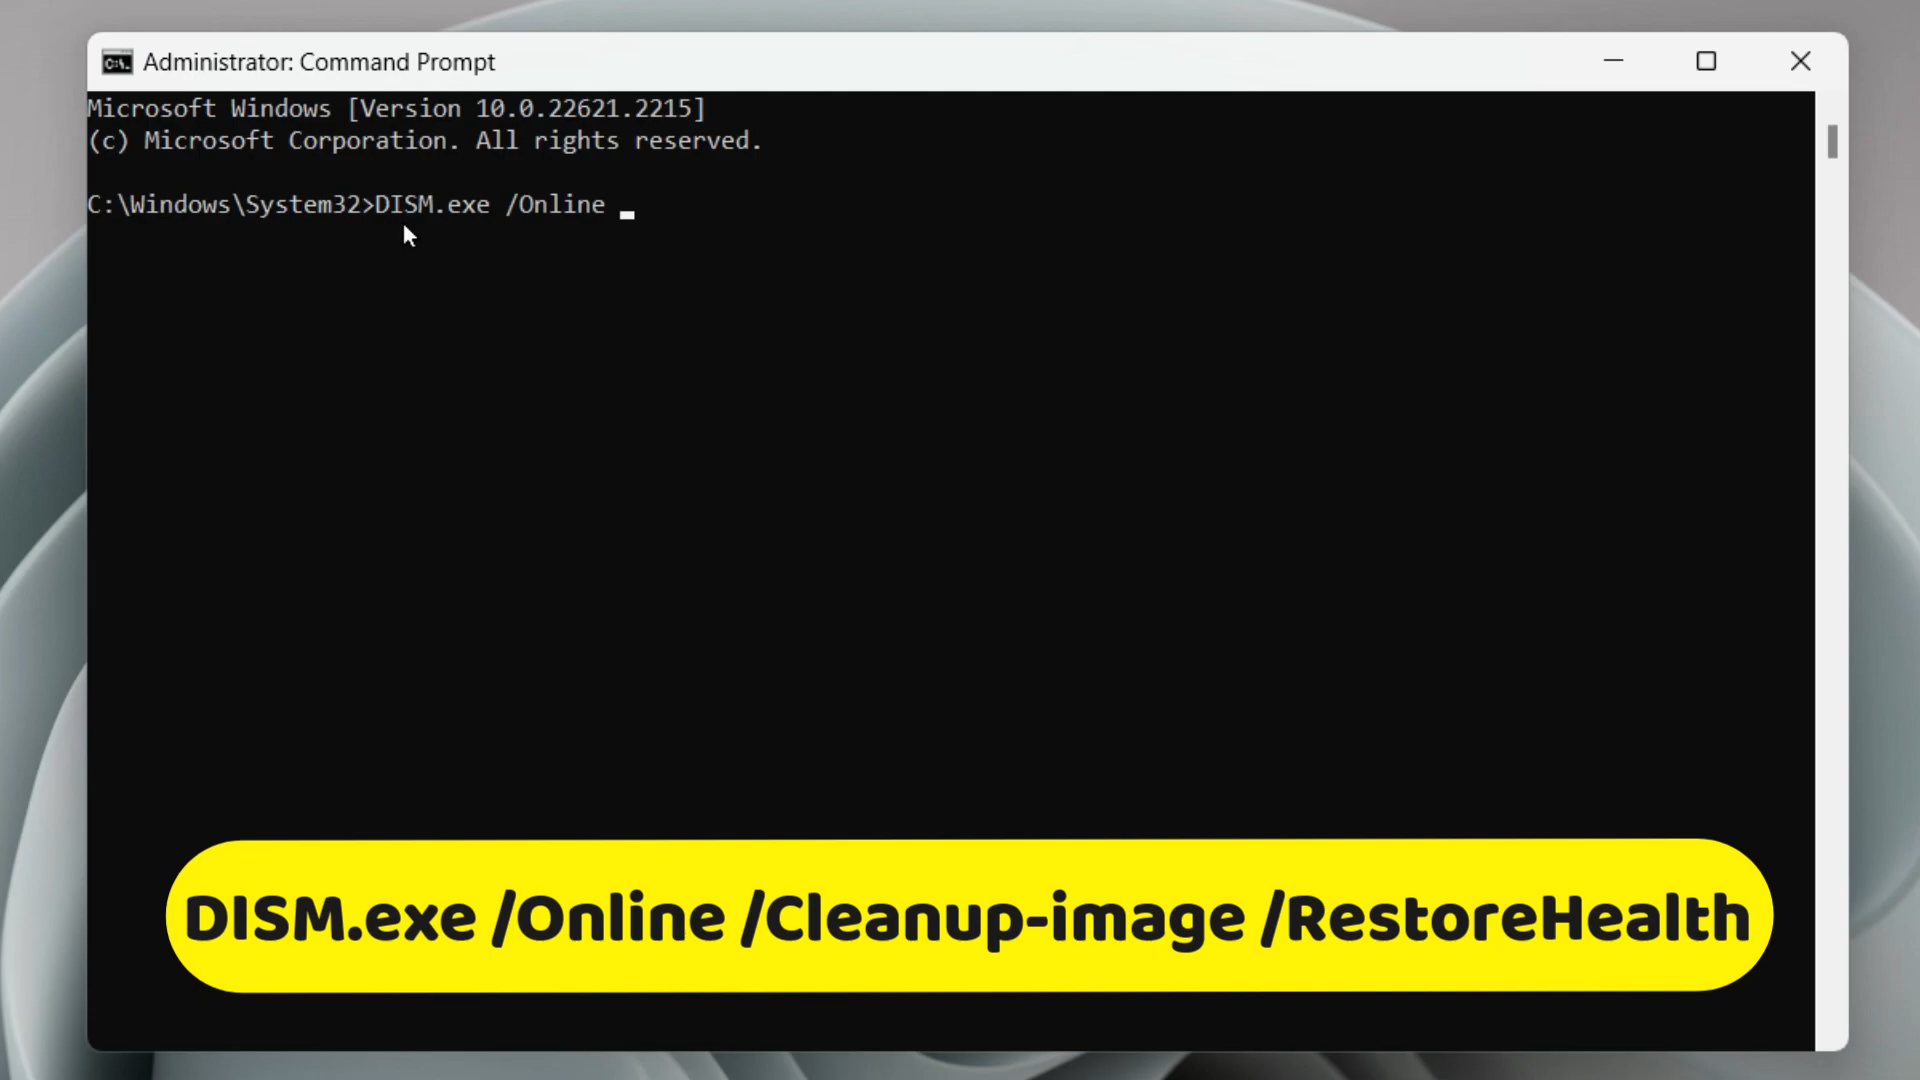 Administrator: Command Prompt
Microsoft Windows [Version 10.0.22621.2215]
(c) Microsoft Corporation. All rights reserved.
C:\Windows\System32>DISM.exe /Online
DISM.exe /Online /Cleanup-image /RestoreHealth